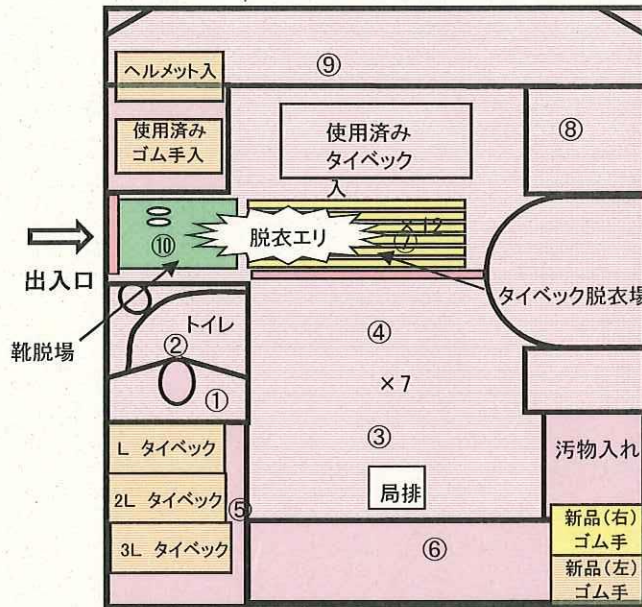 ⑨
ヘルメット入
使用済み
ゴム手入
使用済み
タイベック
入
⑧
⑩
脱衣エリ
×12
⑦
出入口
タイベック脱衣場
靴脱場
トイレ
②
①
④
×7
③
局排
L タイベック
2L タイベック
⑤
3L タイベック
⑥
汚物入れ
新品(右)
ゴム手
新品(左)
ゴム手